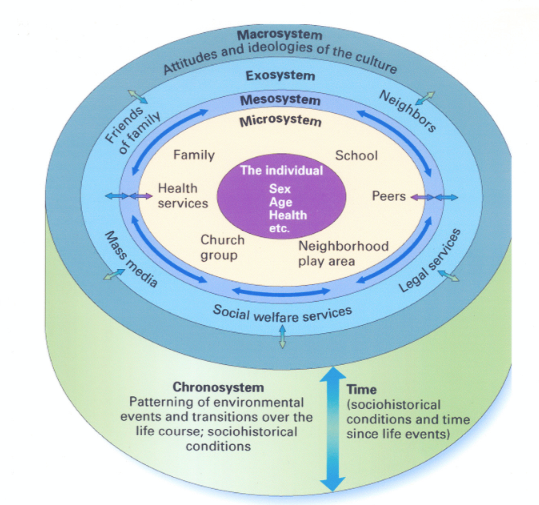 Macrosystem
Attitudes and ideologies of the culture
Exosystem
Mesosystem
Microsystem
Friends
of family
Neighbors
Family
School
The individual
Sex
Age
Health
etc.
Health
services
Peers
Church
group
Neighborhood
play area
Mass media
Legal services
Social welfare services
Chronosystem
Patterning of environmental
events and transitions over the
life course; sociohistorical
conditions
Time
(sociohistorical
conditions and time
since life events)